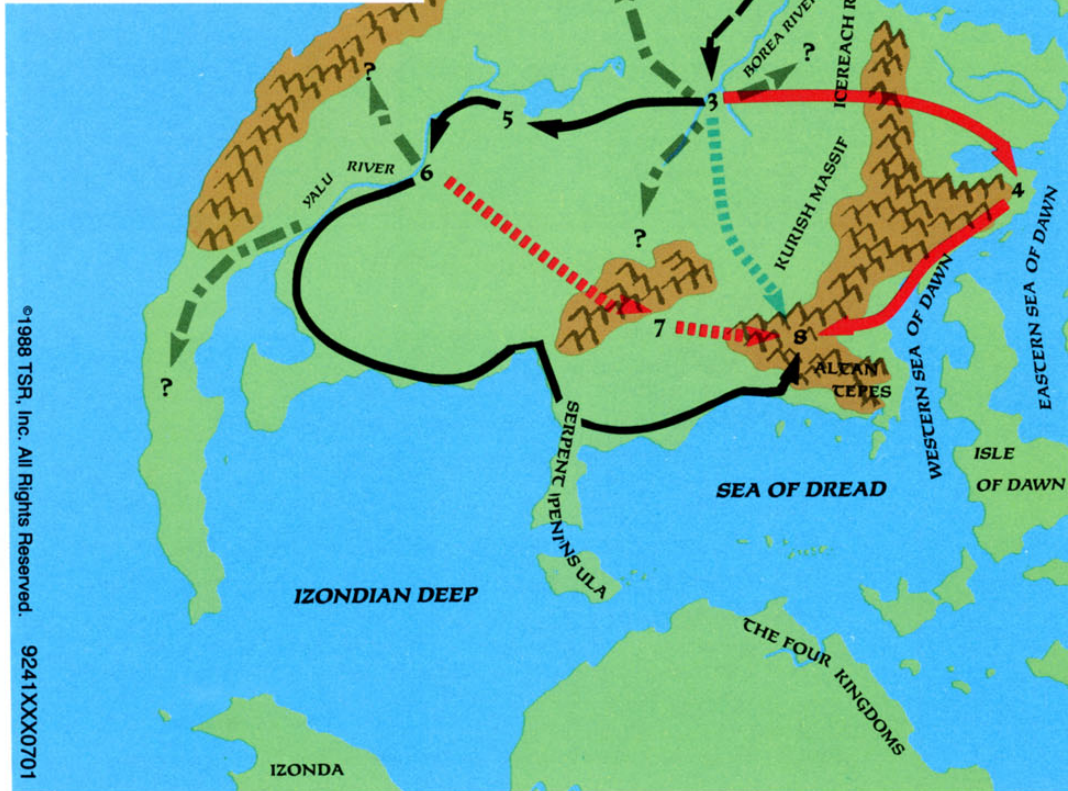 BOREA RIVER
?
ICEREACH R
?
3
5
YALU RIVER
6
KURISH MASSIF
4
?
7
8
ALTAN
TEPES
WESTERN SEA OF DAWN
EASTERN SEA OF DAWN
?
SERPENT PENINSULA
SEA OF DREAD
ISLE
OF DAWN
IZONDIAN DEEP
THE FOUR KINGDOMS
IZONDA
©1988 TSR, Inc. All Rights Reserved. 9241XXX0701